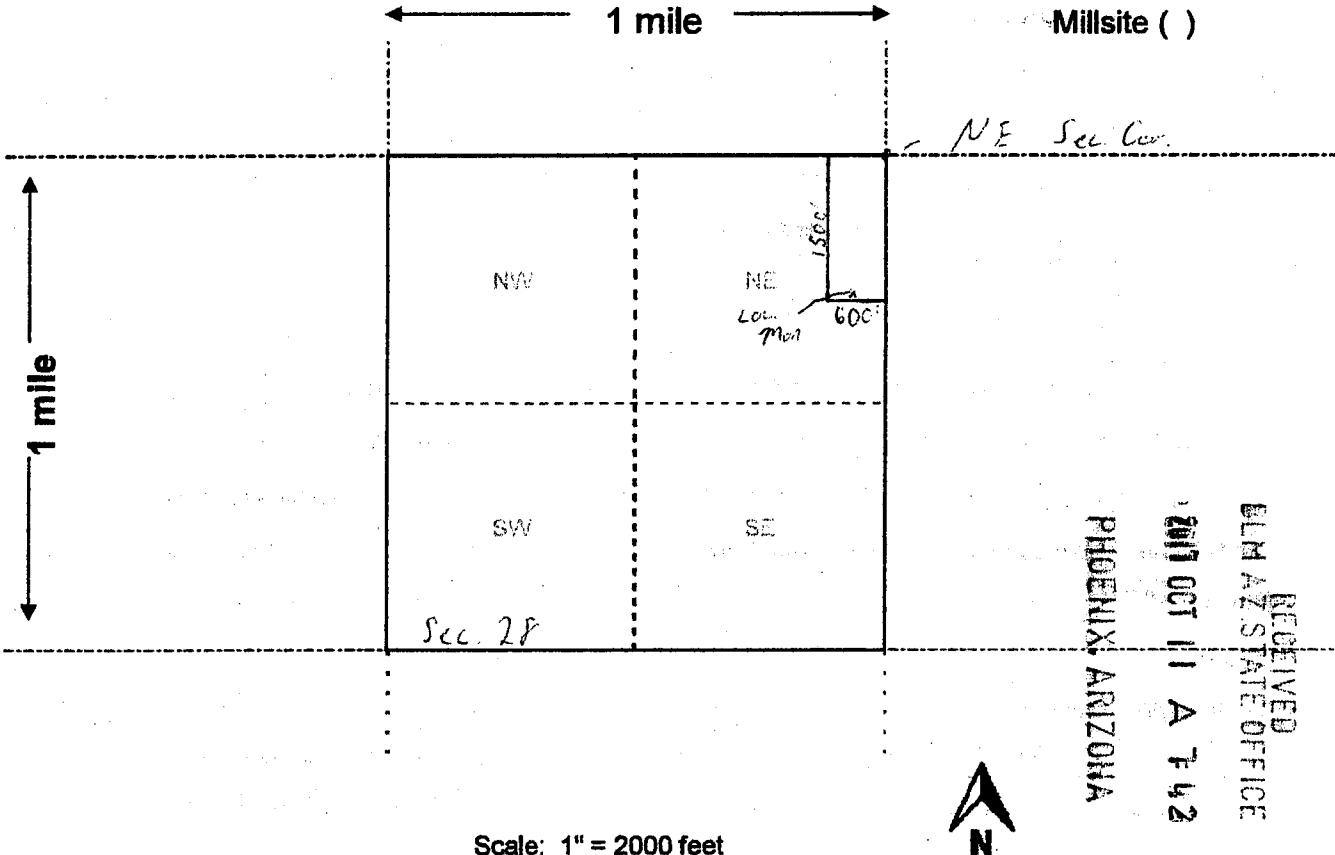 1 mile
Millsite ( )
NE Sec. Cor.
1 mile
NW
NE
1500'
Loc.
Mon
600'
SW
SE
Sec. 28
RECEIVED
BLM AZ STATE OFFICE
2017 OCT 11 A 7:42
PHOENIX, ARIZONA
Scale: 1" = 2000 feet
N